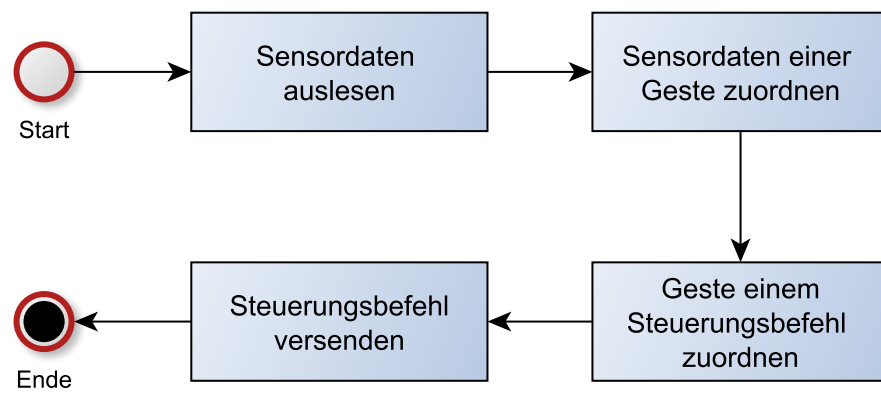 Start
Sensordaten
auslesen
Sensordaten einer
Geste zuordnen
Geste einem
Steuerungsbefehl
zuordnen
Steuerungsbefehl
versenden
Ende